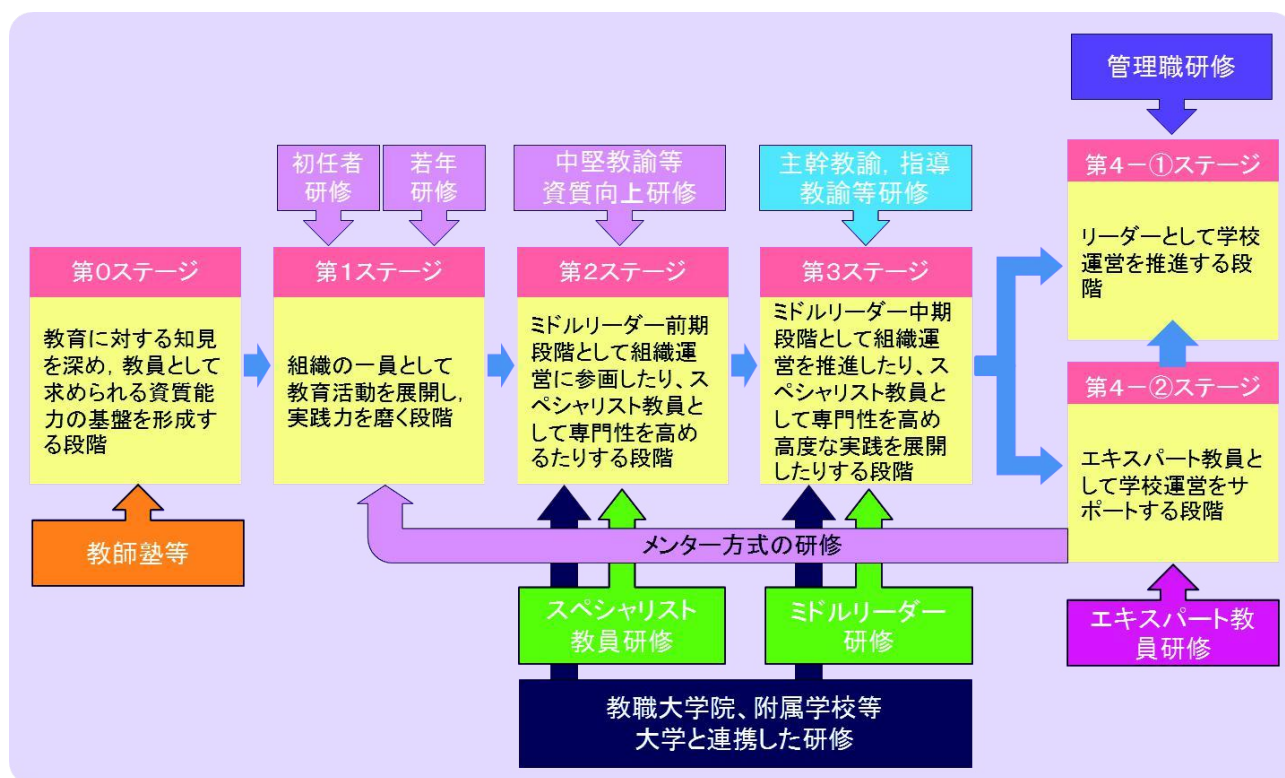 管理職研修
初任者
研修
若年
研修
中堅教諭等
資質向上研修
主幹教諭，指導
教諭等研修
第4－①ステージ
リーダーとして学校
運営を推進する段
階
第0ステージ
教育に対する知見
を深め，教員として
求められる資質能
力の基盤を形成す
る段階
第1ステージ
組織の一員として
教育活動を展開し，
実践力を磨く段階
第2ステージ
ミドルリーダー前期
段階として組織運
営に参画したり、ス
ペシャリスト教員と
して専門性を高め
るたりする段階
第3ステージ
ミドルリーダー中期
段階として組織運
営を推進したり、ス
ペシャリスト教員と
して専門性を高め
高度な実践を展開
したりする段階
第4－②ステージ
エキスパート教員と
して学校運営をサ
ポートする段階
教師塾等
メンター方式の研修
スペシャリスト
教員研修
ミドルリーダー
研修
エキスパート教
員研修
教職大学院、附属学校等
大学と連携した研修